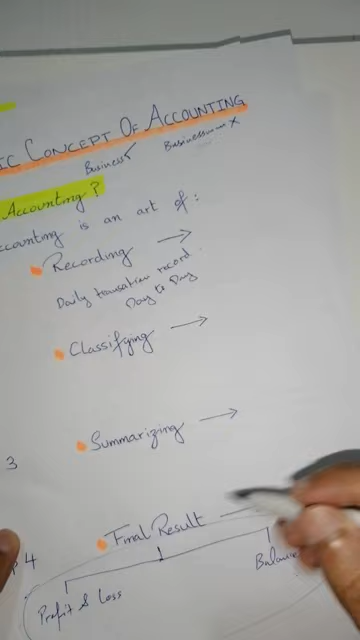 IC CONCEPT OF ACCOUNTING
Business✓ Businessman ×
Accounting ?
ccounting is an art of :
Recording →
Daily transation record
Day to Day
Classifying →
Summarizing →
3
Final Result
4
Profit & Loss
Balance